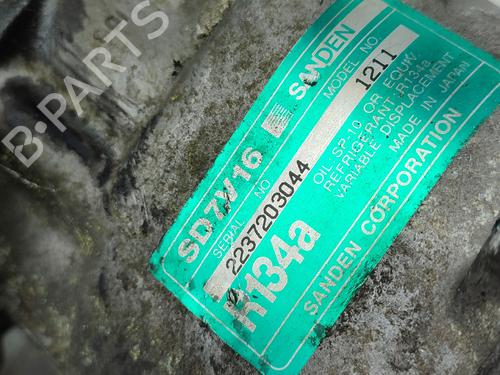 B-PARTS
SD7V16 SANDEN
SERIAL NO MODEL NO.
2237203044 1211
R134a
OIL SP-10 OR EQUIV.
REFRIGERANT R134a
VARIABLE DISPLACEMENT
MADE IN JAPAN
SANDEN CORPORATION